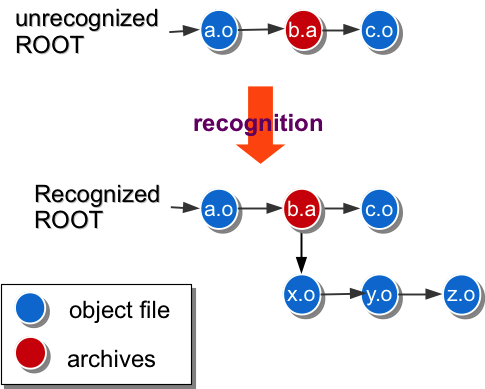 unrecognized
ROOT
a.o b.a c.o
recognition
Recognized
ROOT
a.o b.a c.o
x.o y.o z.o
object file
archives